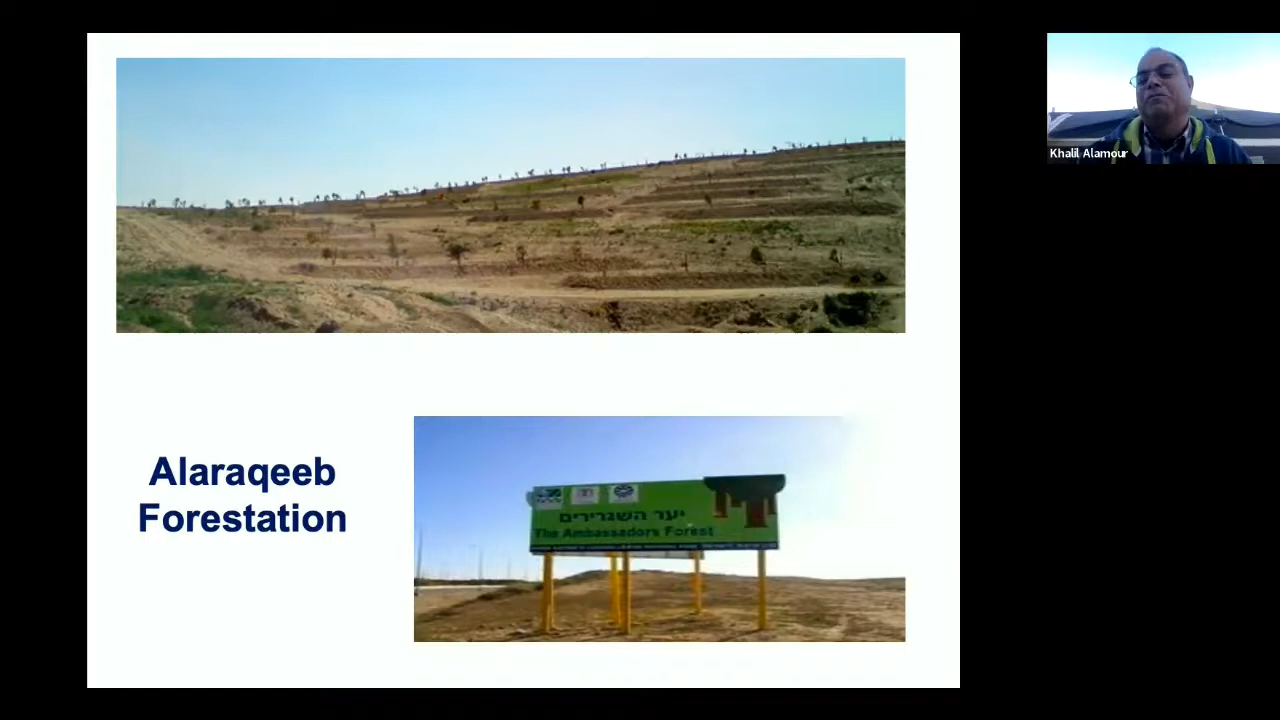 Khalil Alamour
Alaraqeeb
Forestation
יער השגרירים
The Ambassadors Forest